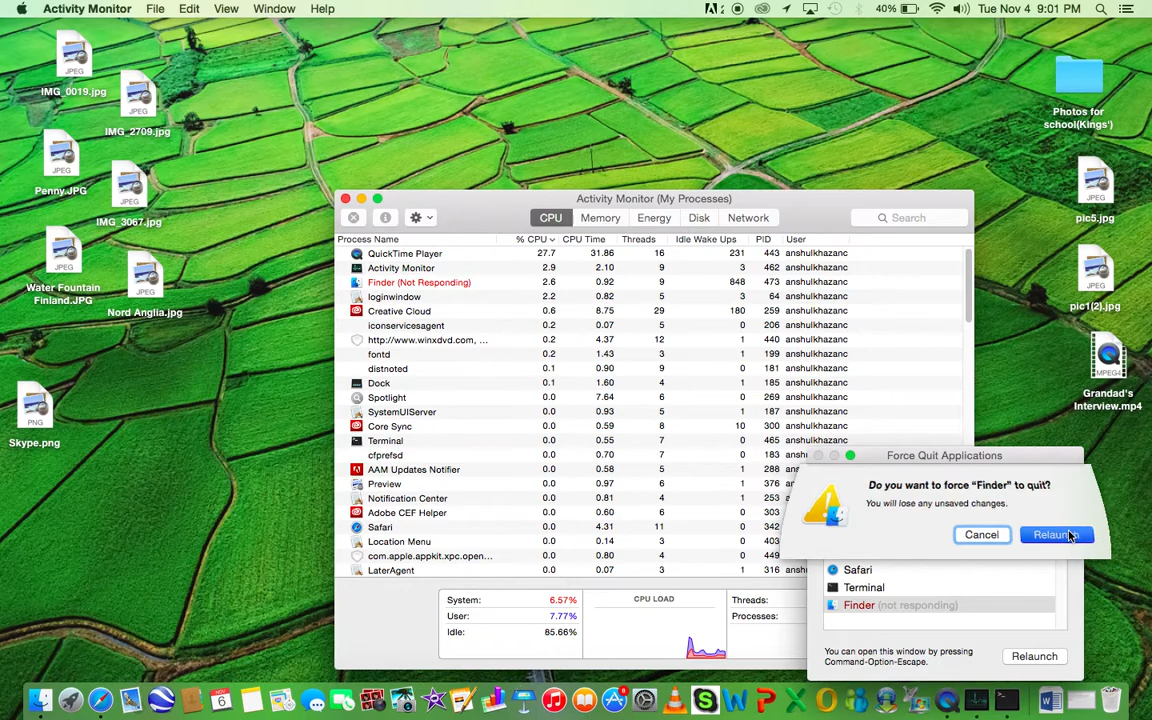 Activity Monitor File Edit View Window Help 40% Tue Nov 4 9:01 PM
JPEG
IMG_0019.jpg
JPEG
IMG_2709.jpg
JPEG
Penny.JPG
JPEG
IMG_3067.jpg
JPEG
Water Fountain
Finland.JPG
JPEG
Nord Anglia.jpg
PNG
Skype.png
Photos for
school(Kings')
JPEG
pic5.jpg
JPEG
pic1(2).jpg
MPEG4
Grandad's
Interview.mp4
Activity Monitor (My Processes)
CPU Memory Energy Disk Network Search
Process Name % CPU CPU Time Threads Idle Wake Ups PID User
QuickTime Player 27.7 31.86 16 231 443 anshulkhazanc
Activity Monitor 2.9 2.10 9 3 462 anshulkhazanc
Finder (Not Responding) 2.6 0.92 9 848 473 anshulkhazanc
loginwindow 2.2 0.82 5 3 64 anshulkhazanc
Creative Cloud 0.6 8.75 29 180 259 anshulkhazanc
iconservicesagent 0.2 0.07 5 0 206 anshulkhazanc
http://www.winxdvd.com, ... 0.2 4.37 12 1 440 anshulkhazanc
fontd 0.2 1.43 3 1 199 anshulkhazanc
distnoted 0.1 0.90 9 0 181 anshulkhazanc
Dock 0.1 1.60 4 1 185 anshulkhazanc
Spotlight 0.0 7.64 6 0 269 anshulkhazanc
SystemUIServer 0.0 0.93 5 1 187 anshulkhazanc
Core Sync 0.0 0.59 8 10 300 anshulkhazanc
Terminal 0.0 0.55 7 0 465 anshulkhazanc
cfprefsd 0.0 0.70 7 0 183
AAM Updates Notifier 0.0 0.58 5 1 288
Preview 0.0 0.97 6 1 376
Notification Center 0.0 0.81 4 1 253
Adobe CEF Helper 0.0 0.60 6 0 303
Safari 0.0 4.31 11 0 342
Location Menu 0.0 0.14 3 0 403
com.apple.appkit.xpc.open... 0.0 0.80 4 0 449
LaterAgent 0.0 0.07 3 1 316 anshu
System: 6.57%
User: 7.77%
Idle: 85.66%
CPU LOAD
Threads:
Processes:
Force Quit Applications
Do you want to force “Finder” to quit?
You will lose any unsaved changes.
Cancel
Safari
Terminal
Finder (not responding)
You can open this window by pressing
Command-Option-Escape.
Relaunch